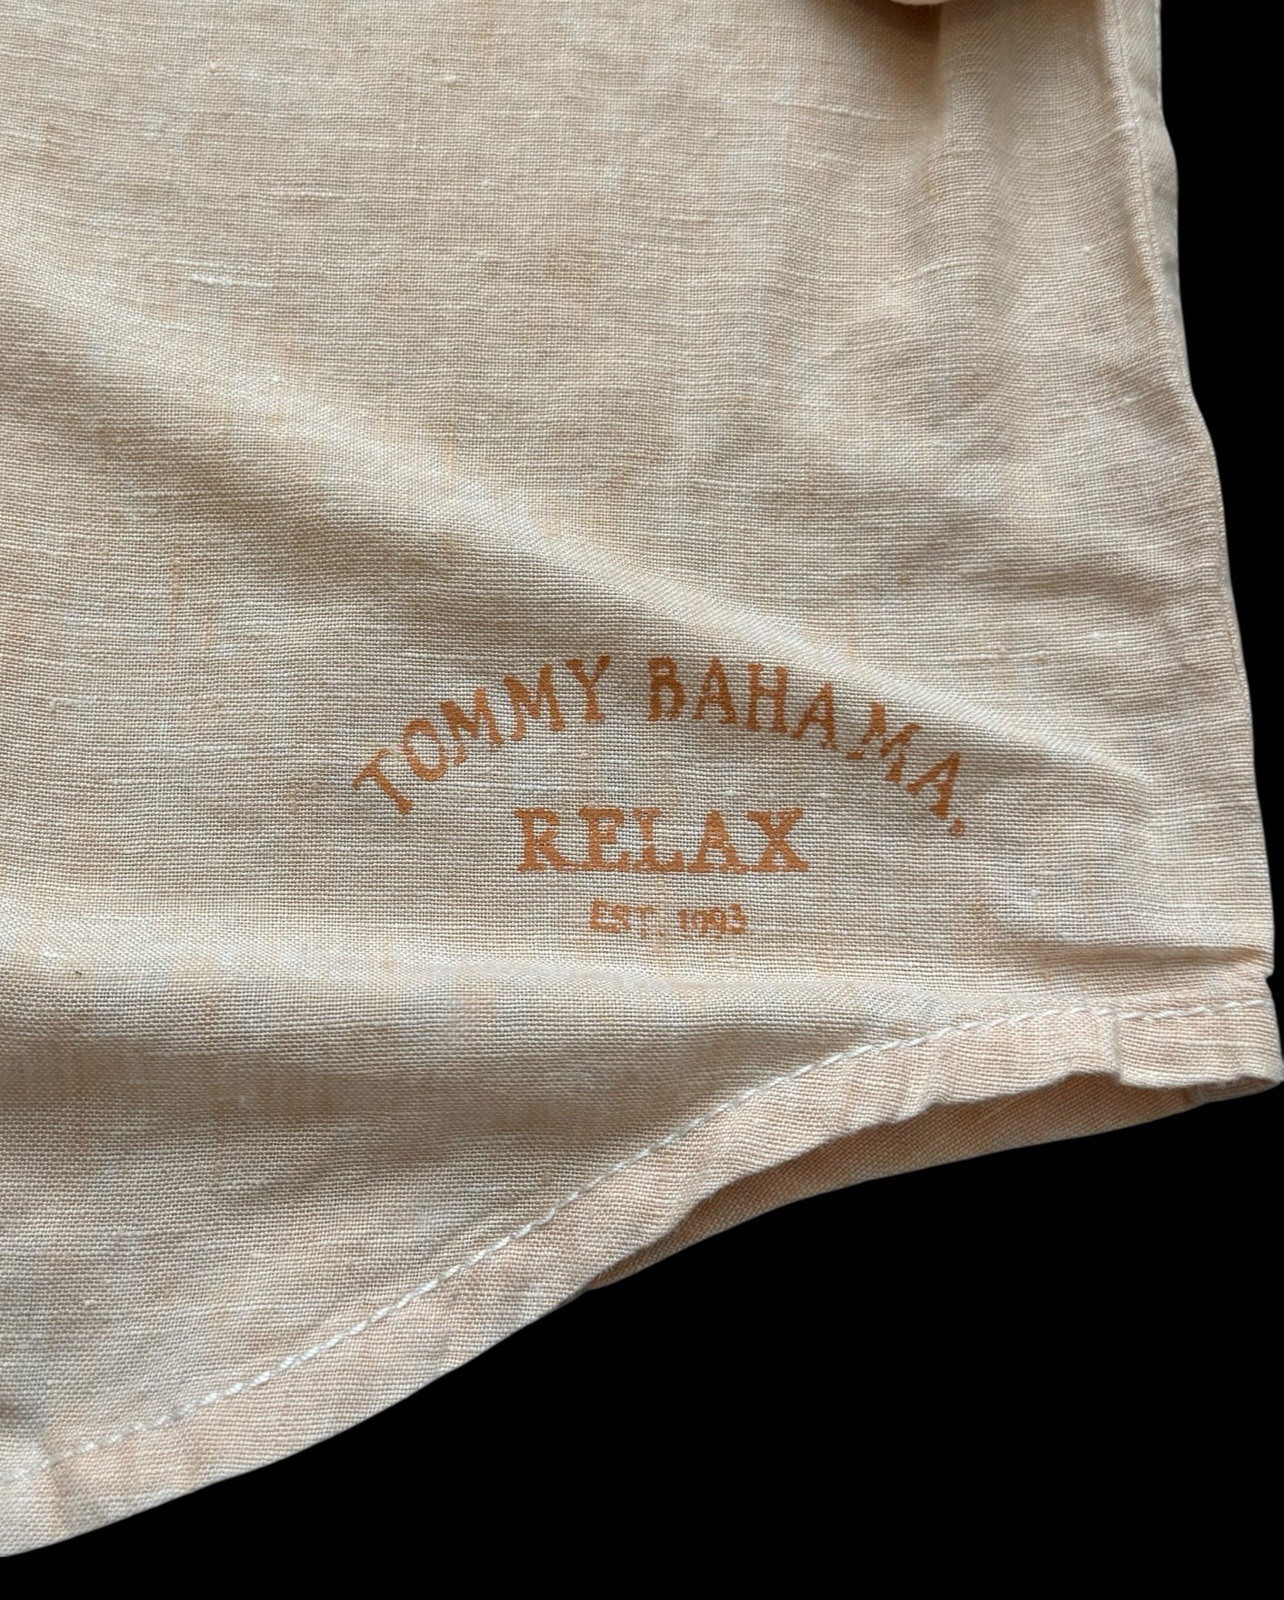 TOMMY BAHAMA.
RELAX
EST. 1993